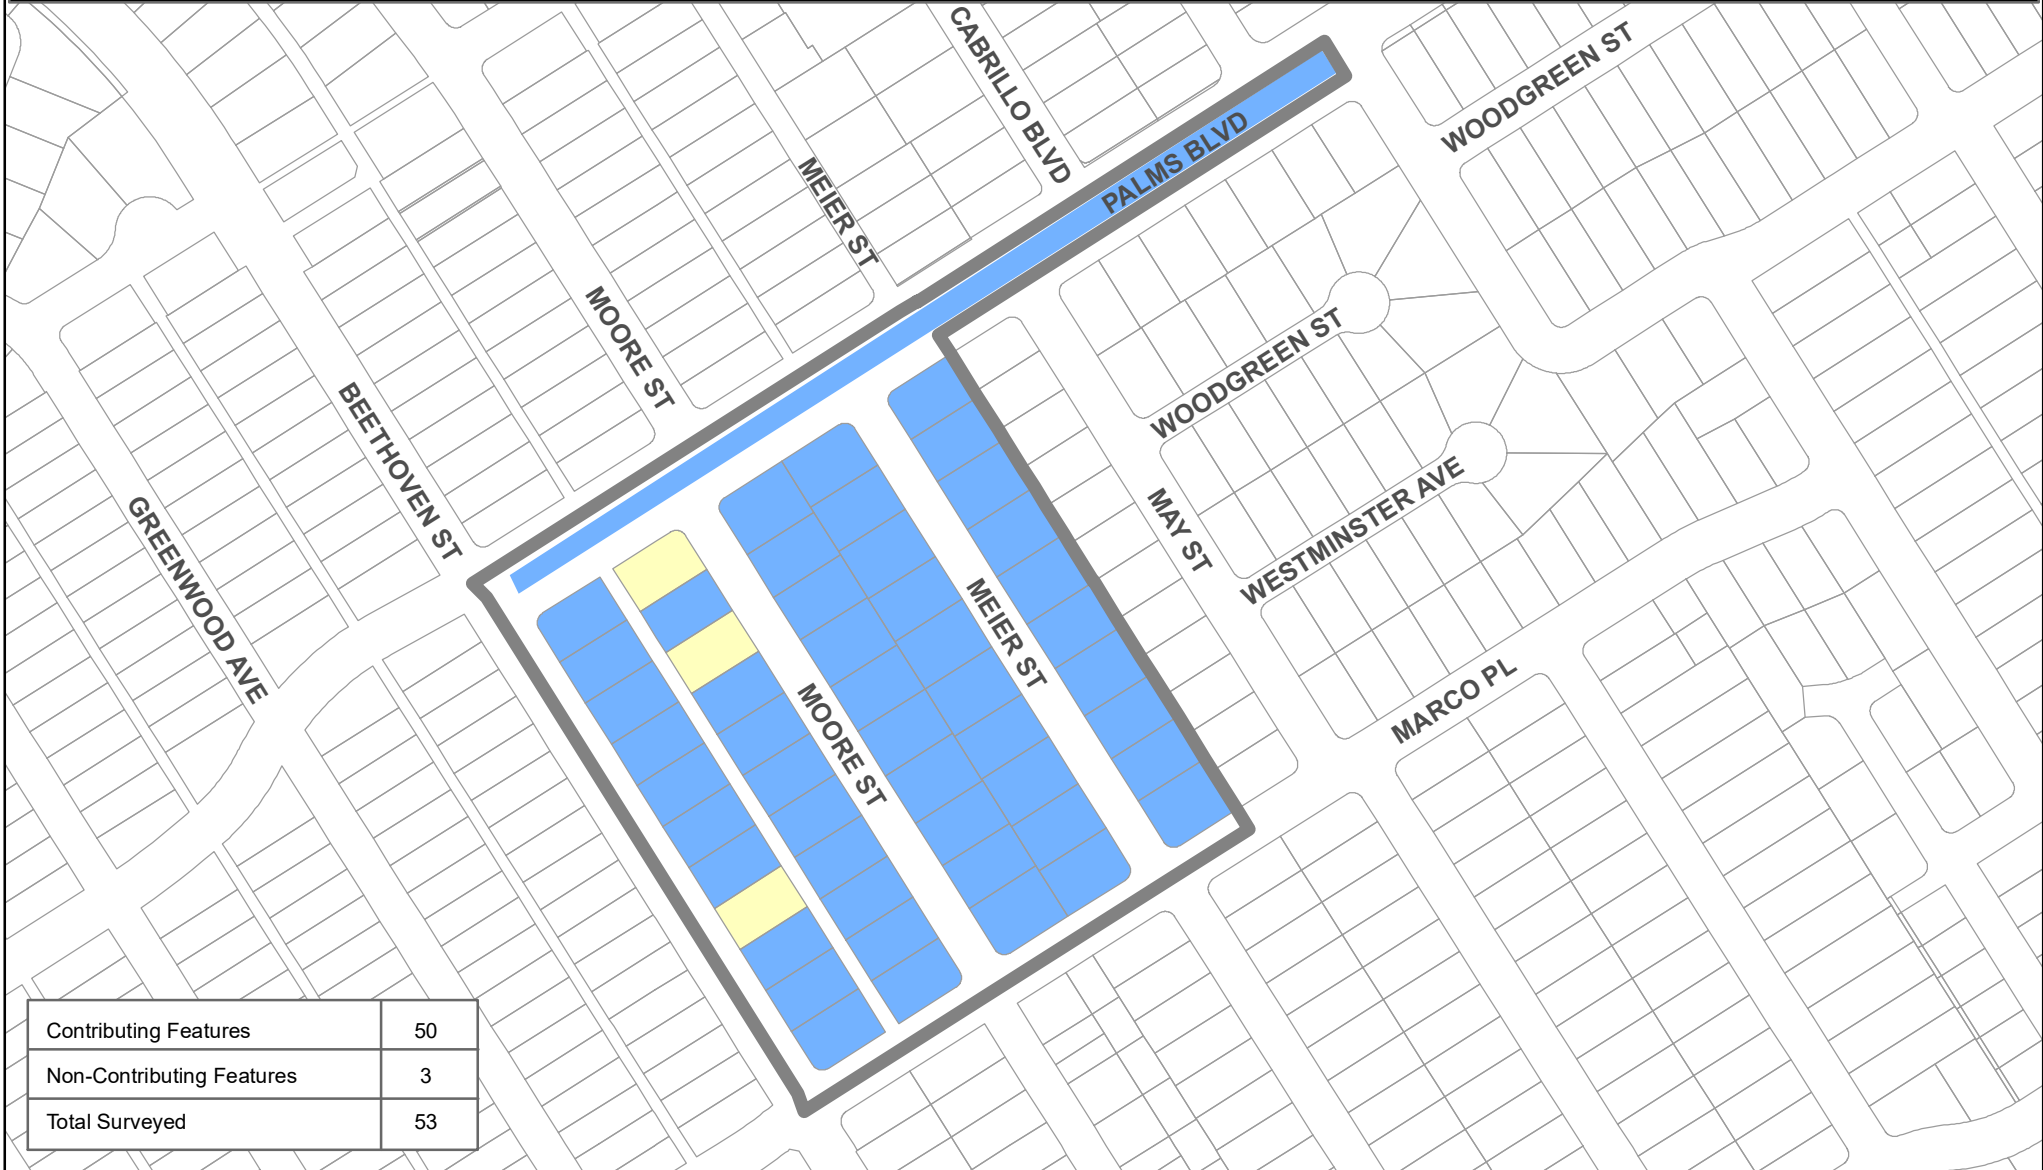 CABRILLO BLVD
WOODGREEN ST
PALMS BLVD
MEIER ST
MOORE ST
WOODGREEN ST
BEETHOVEN ST
GREENWOOD AVE
MAY ST
WESTMINSTER AVE
MEIER ST
MARCO PL
MOORE ST
Contributing Features 50
Non-Contributing Features 3
Total Surveyed 53